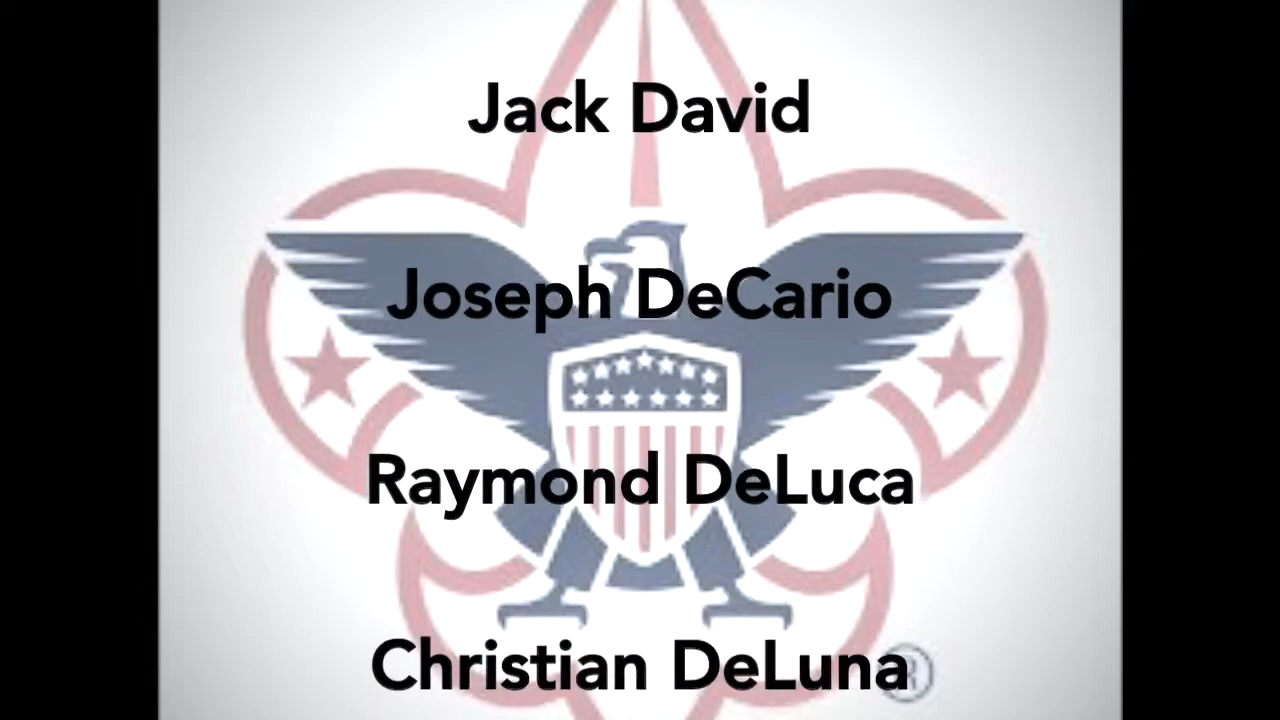 Jack David
Joseph DeCario
Raymond DeLuca
Christian DeLuna
®